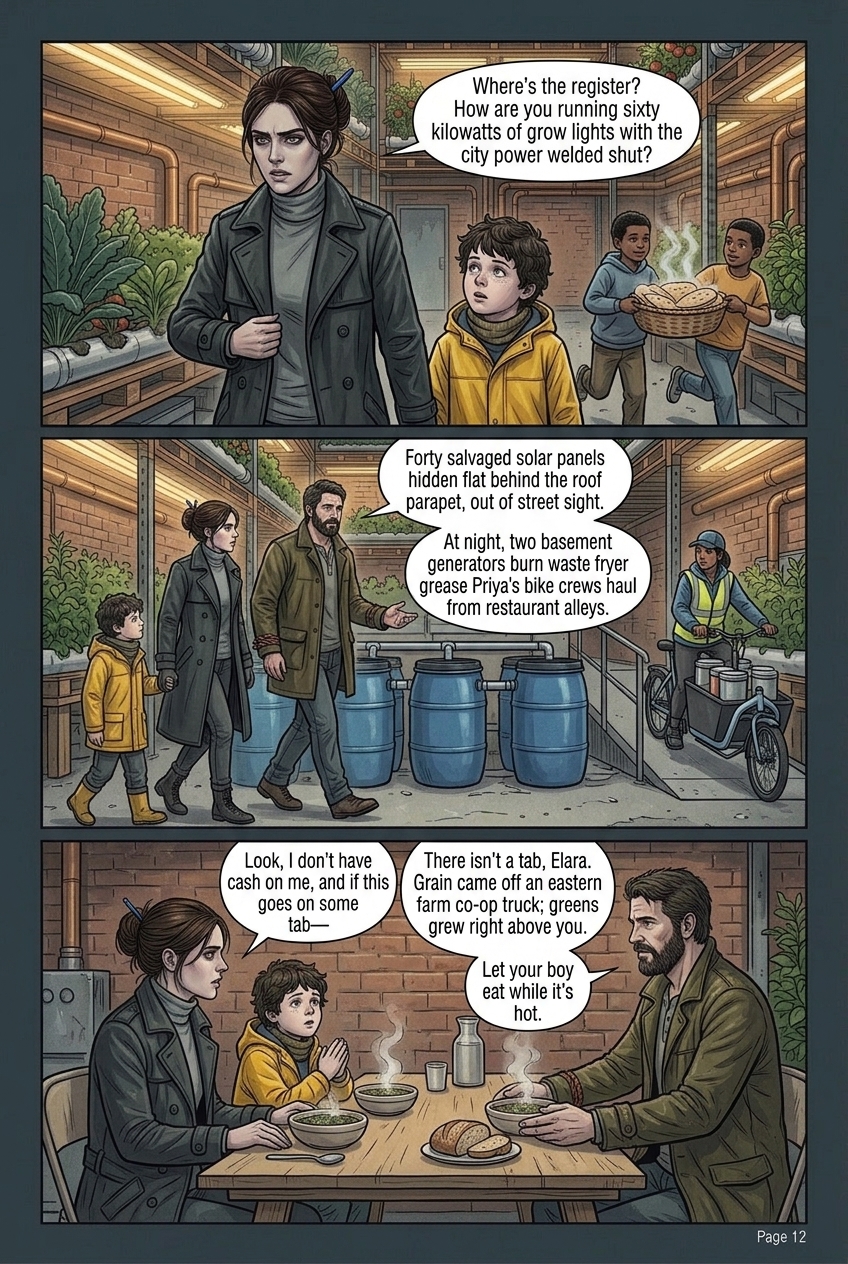 Where's the register?
How are you running sixty
kilowatts of grow lights with the
city power welded shut?
Forty salvaged solar panels
hidden flat behind the roof
parapet, out of street sight.
At night, two basement
generators burn waste fryer
grease Priya's bike crews haul
from restaurant alleys.
Look, I don't have
cash on me, and if this
goes on some
tab—
There isn't a tab, Elara.
Grain came off an eastern
farm co-op truck; greens
grew right above you.
Let your boy
eat while it's
hot.
Page 12